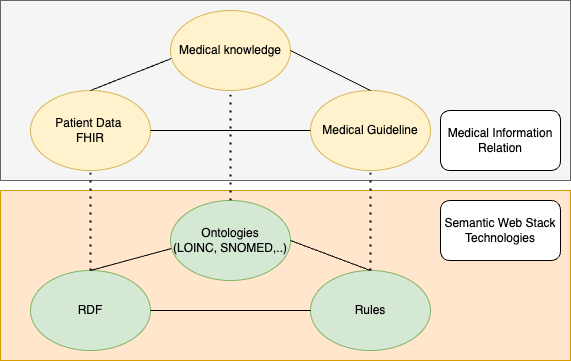 Medical knowledge
Patient Data
FHIR
Medical Guideline
Medical Information
Relation
Ontologies
(LOINC, SNOMED,..)
Semantic Web Stack
Technologies
RDF
Rules